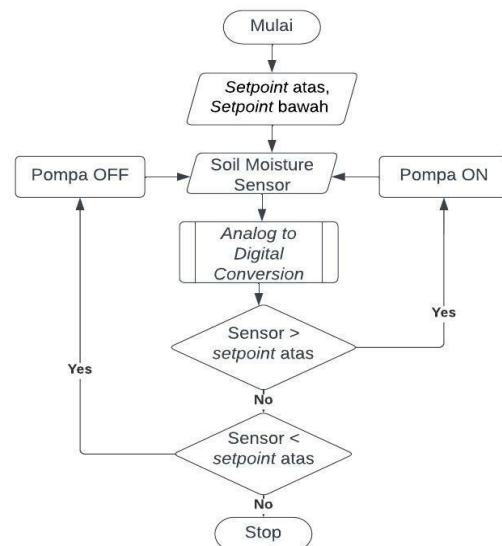 Mulai
Setpoint atas,
Setpoint bawah
Pompa OFF
Soil Moisture
Sensor
Pompa ON
Analog to
Digital
Conversion
Sensor >
setpoint atas
Yes
Yes
No
Sensor <
setpoint atas
No
Stop